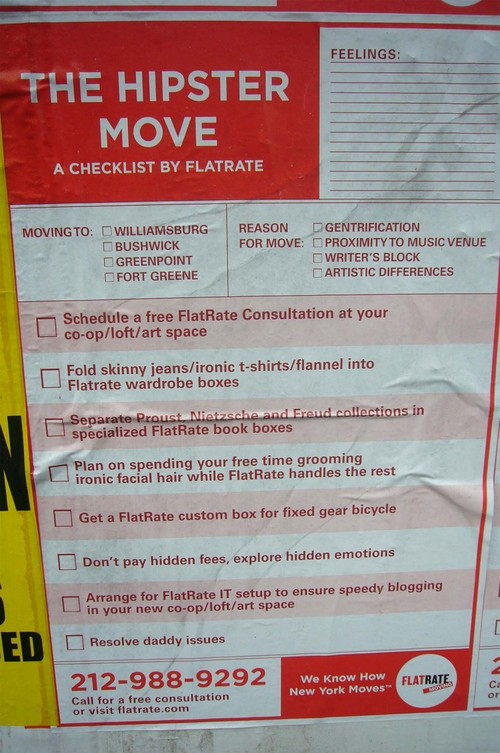 THE HIPSTER
MOVE
A CHECKLIST BY FLATRATE
FEELINGS:
MOVING TO:
WILLIAMSBURG
BUSHWICK
GREENPOINT
FORT GREENE
REASON
FOR MOVE:
GENTRIFICATION
PROXIMITY TO MUSIC VENUE
WRITER'S BLOCK
ARTISTIC DIFFERENCES
Schedule a free FlatRate Consultation at your
co-op/loft/art space
Fold skinny jeans/ironic t-shirts/flannel into
Flatrate wardrobe boxes
Separate Proust, Nietzsche and Freud collections in
specialized FlatRate book boxes
Plan on spending your free time grooming
ironic facial hair while FlatRate handles the rest
Get a FlatRate custom box for fixed gear bicycle
Don't pay hidden fees, explore hidden emotions
Arrange for FlatRate IT setup to ensure speedy blogging
in your new co-op/loft/art space
Resolve daddy issues
212-988-9292
Call for a free consultation
or visit flatrate.com
We Know How
New York Moves℠
FLATRATE
MOVING
N
ED
2
Ca
or